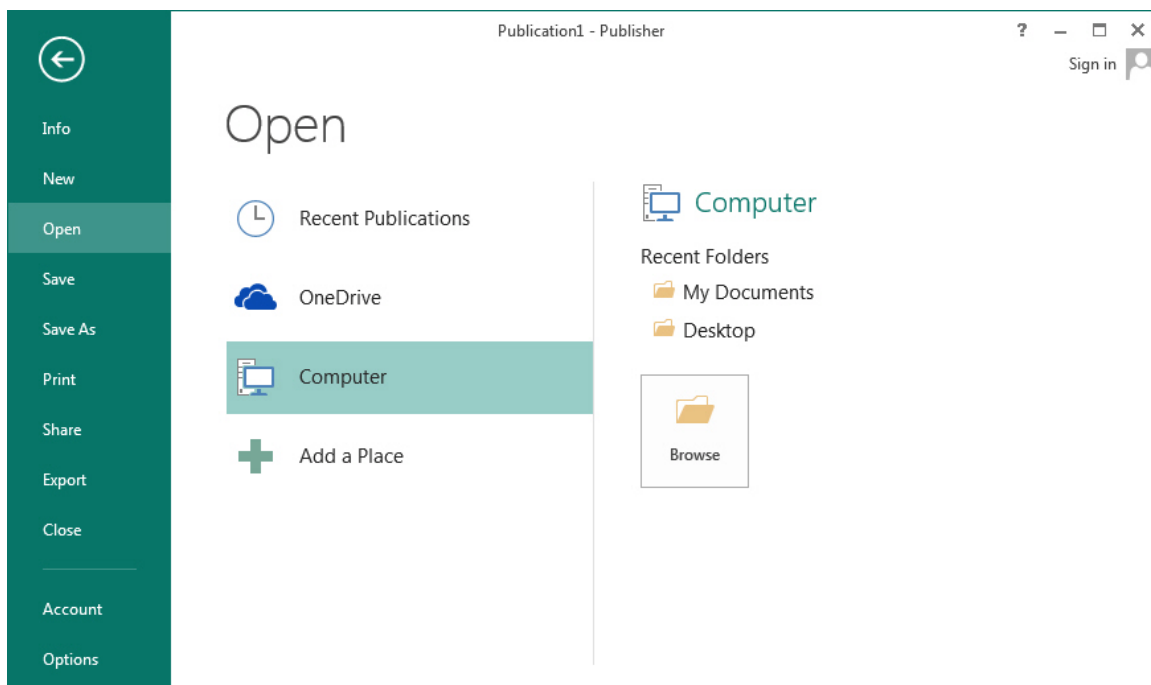 Publication1 - Publisher
?
Sign in
Info
New
Open
Save
Save As
Print
Share
Export
Close
Account
Options
Open
Recent Publications
OneDrive
Computer
Add a Place
Computer
Recent Folders
My Documents
Desktop
Browse